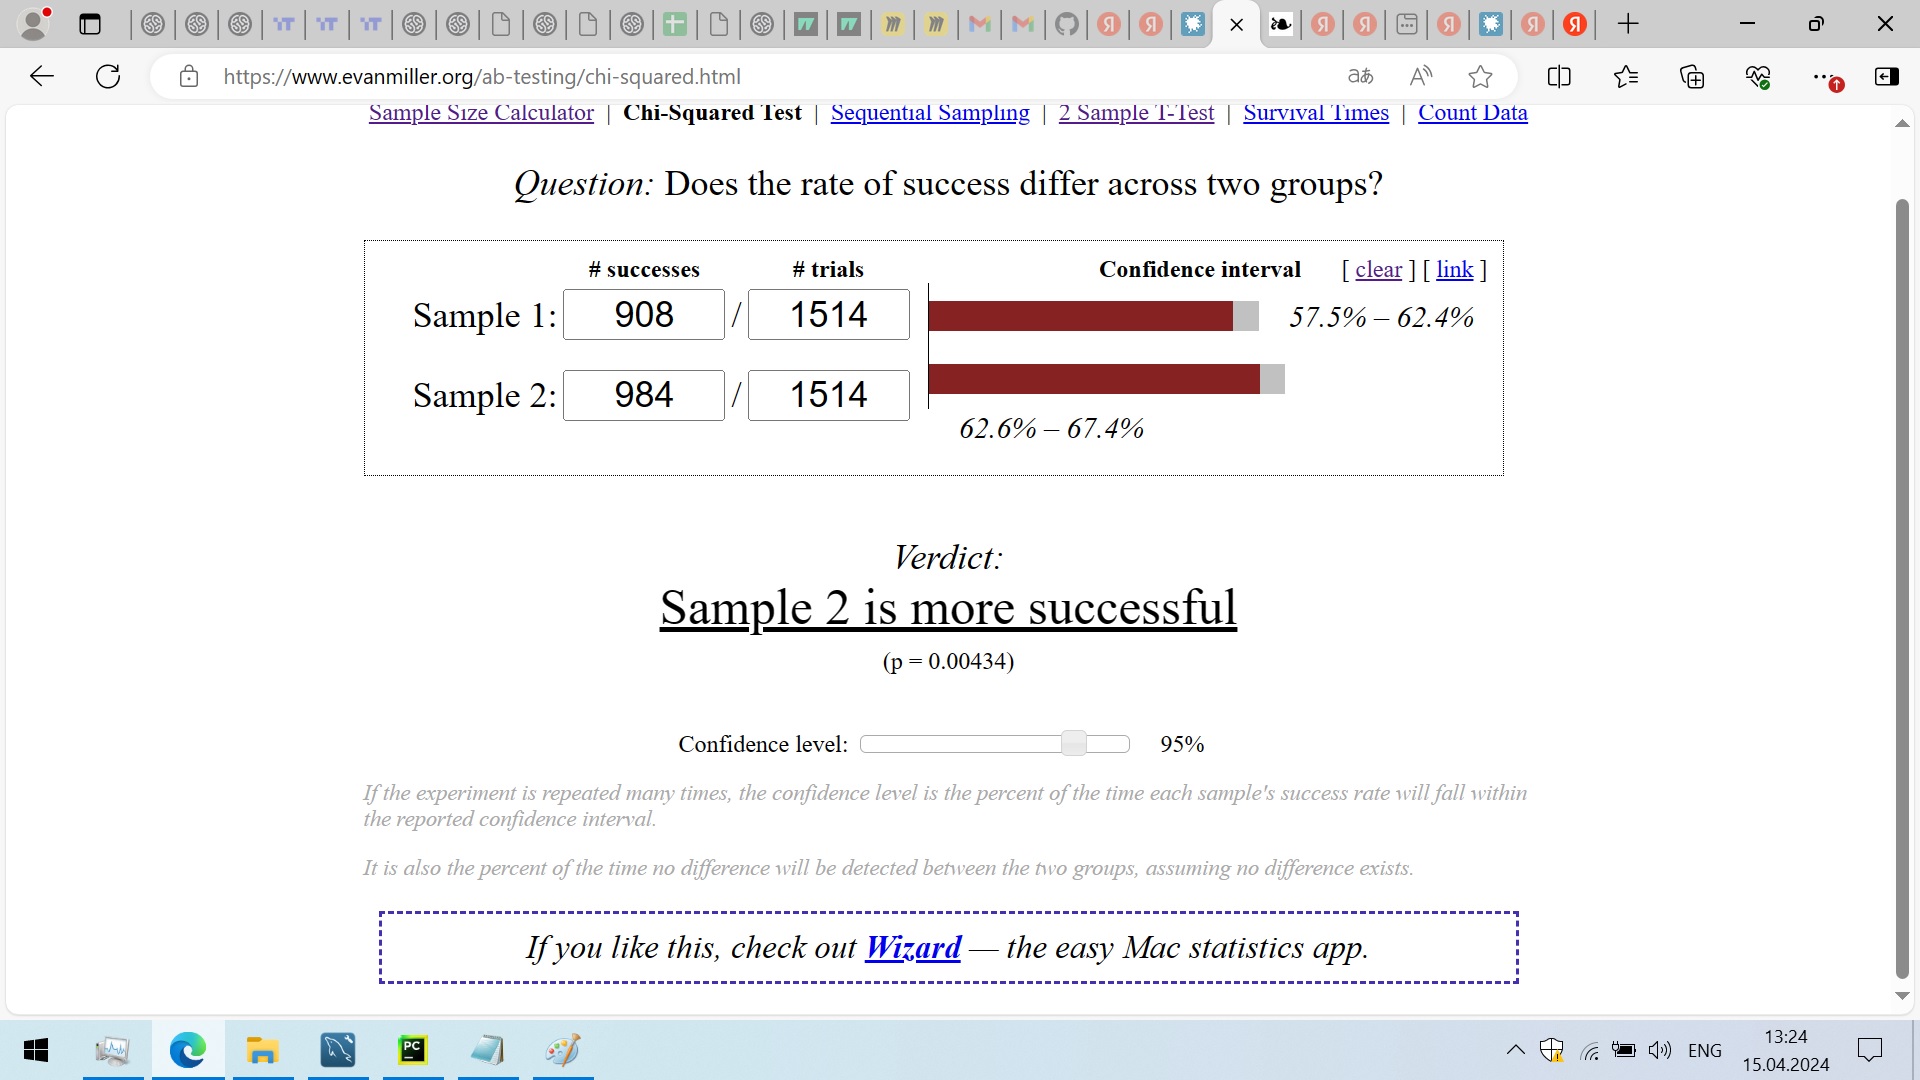 https://www.evanmiller.org/ab-testing/chi-squared.html
Sample Size Calculator | Chi-Squared Test | Sequential Sampling | 2 Sample T-Test | Survival Times | Count Data
Question: Does the rate of success differ across two groups?
# successes # trials Confidence interval [ clear ] [ link ]
Sample 1: 908 / 1514 57.5% – 62.4%
Sample 2: 984 / 1514
62.6% – 67.4%
Verdict:
Sample 2 is more successful
(p = 0.00434)
Confidence level: 95%
If the experiment is repeated many times, the confidence level is the percent of the time each sample's success rate will fall within
the reported confidence interval.
It is also the percent of the time no difference will be detected between the two groups, assuming no difference exists.
If you like this, check out Wizard — the easy Mac statistics app.
PC
ENG
13:24
15.04.2024